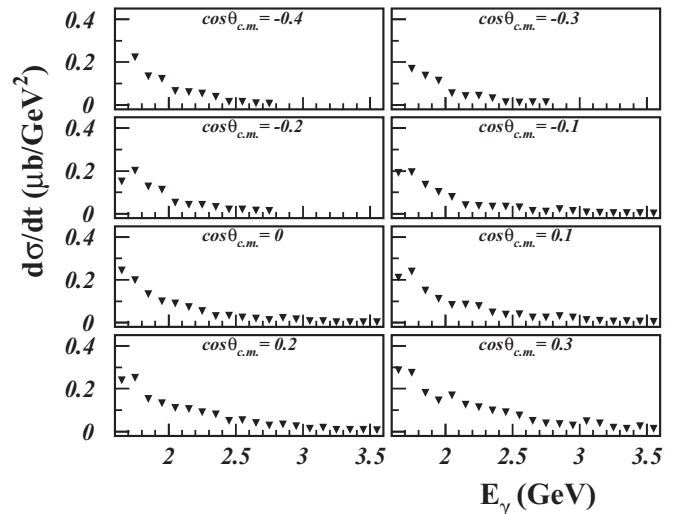 cosθc.m.= -0.4
cosθc.m.= -0.3
0.4
0.2
0
cosθc.m.= -0.2
cosθc.m.= -0.1
0.4
0.2
0
cosθc.m.= 0
cosθc.m.= 0.1
0.4
0.2
0
cosθc.m.= 0.2
cosθc.m.= 0.3
0.4
0.2
0
2 2.5 3 3.5 2 2.5 3 3.5
dσ/dt (μb/GeV²)
Eγ (GeV)